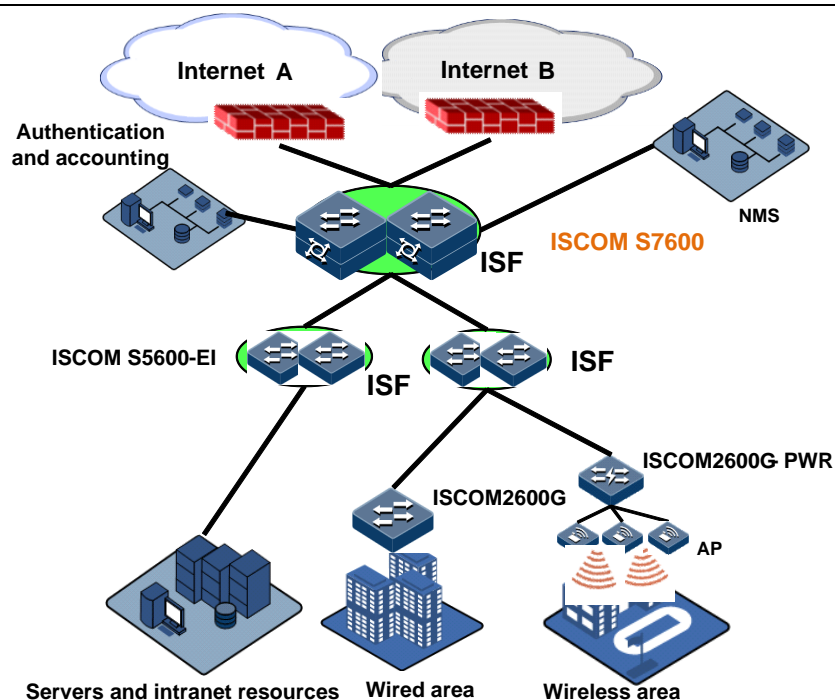 Internet A
Internet B
Authentication
and accounting
NMS
ISCOM S7600
ISF
ISCOM S5600-EI
ISF
ISF
ISCOM2600G- PWR
ISCOM2600G
AP
Servers and intranet resources
Wired area
Wireless area